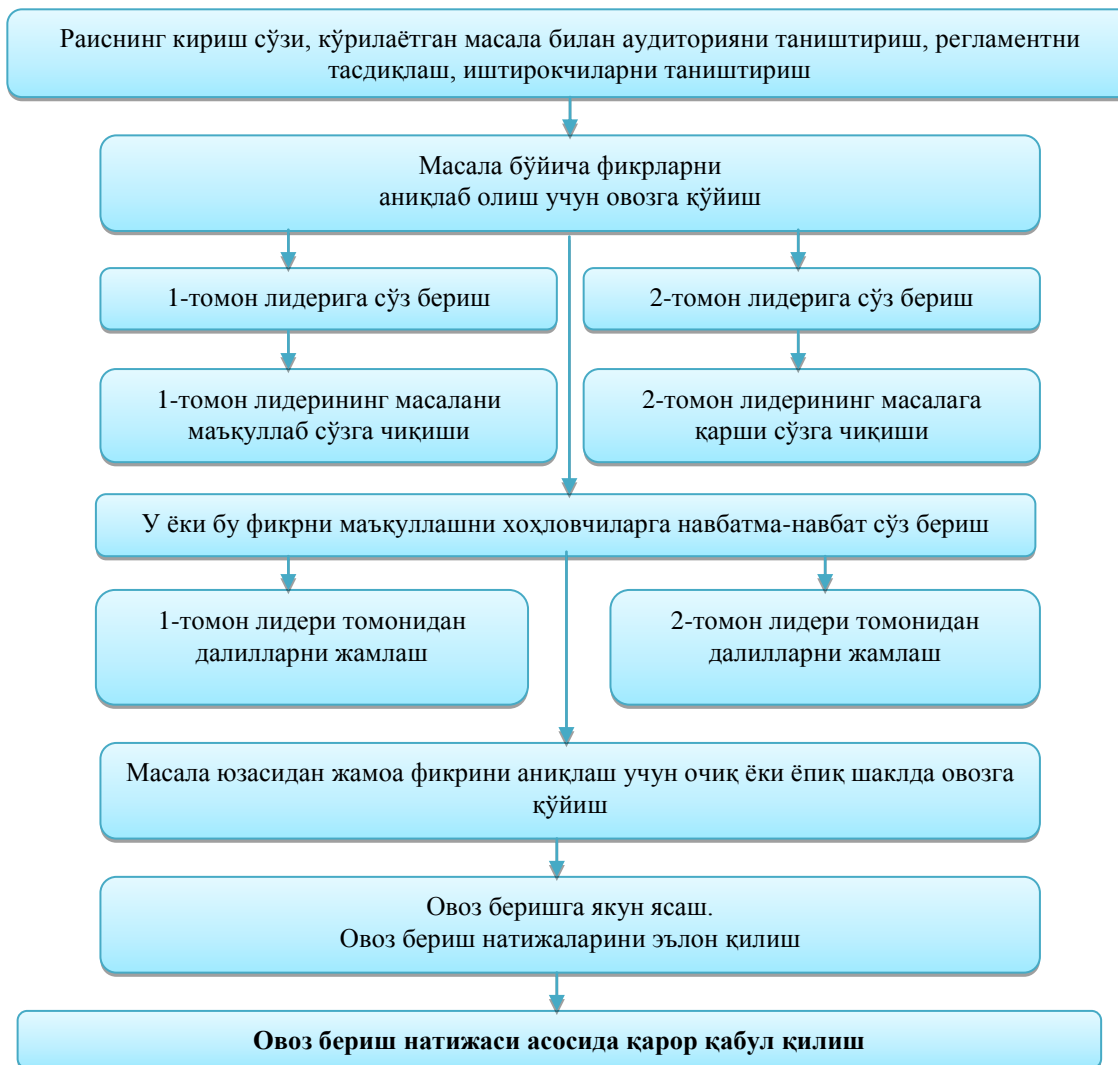 Раиснинг кириш сўзи, кўрилаётган масала билан аудиторияни таништириш, регламентни
тасдиқлаш, иштирокчиларни таништириш
Масала бўйича фикрларни
аниқлаб олиш учун овозга қўйиш
1-томон лидерига сўз бериш
2-томон лидерига сўз бериш
1-томон лидерининг масалани
маъқуллаб сўзга чиқиши
2-томон лидерининг масалага
қарши сўзга чиқиши
У ёки бу фикрни маъқуллашни хоҳловчиларга навбатма-навбат сўз бериш
1-томон лидери томонидан
далилларни жамлаш
2-томон лидери томонидан
далилларни жамлаш
Масала юзасидан жамоа фикрини аниқлаш учун очиқ ёки ёпиқ шаклда овозга
қўйиш
Овоз беришга якун ясаш.
Овоз бериш натижаларини эълон қилиш
Овоз бериш натижаси асосида қарор қабул қилиш